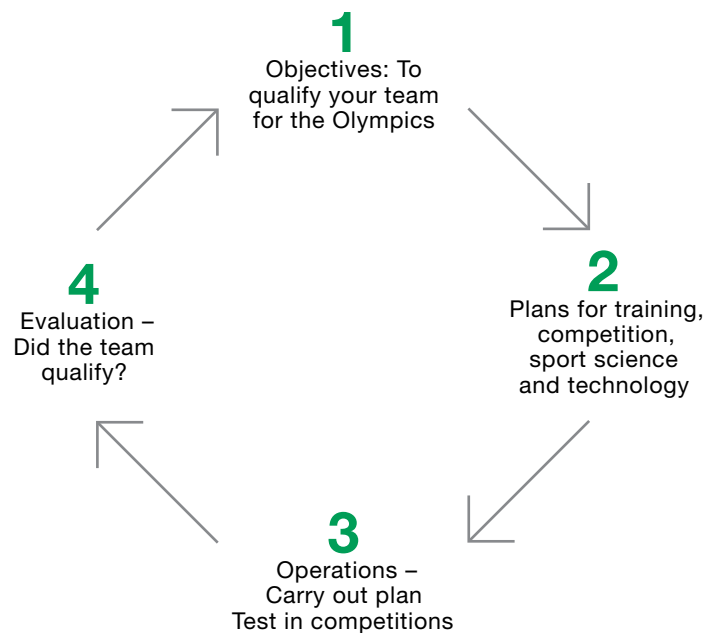 1
Objectives: To
qualify your team
for the Olympics
2
Plans for training,
competition,
sport science
and technology
3
Operations –
Carry out plan
Test in competitions
4
Evaluation –
Did the team
qualify?